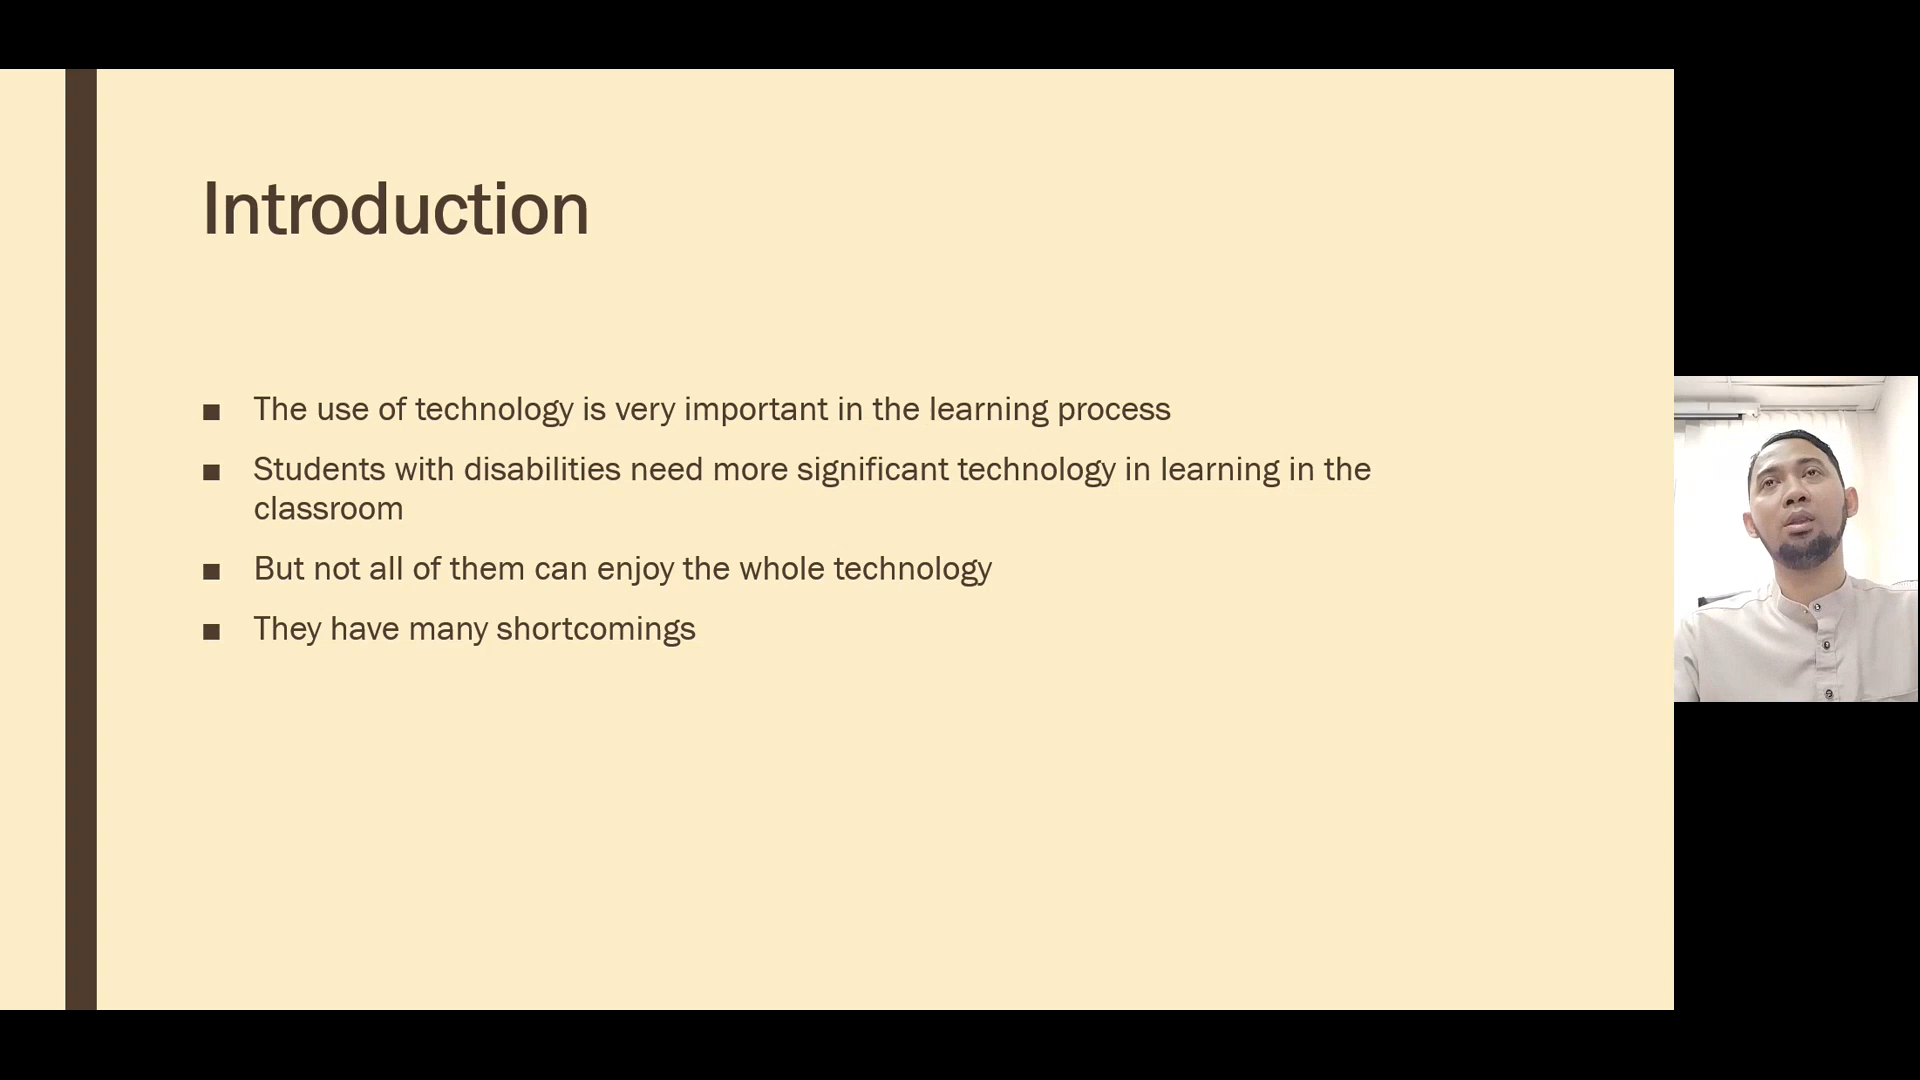 Introduction
■ The use of technology is very important in the learning process
■ Students with disabilities need more significant technology in learning in the
classroom
■ But not all of them can enjoy the whole technology
■ They have many shortcomings